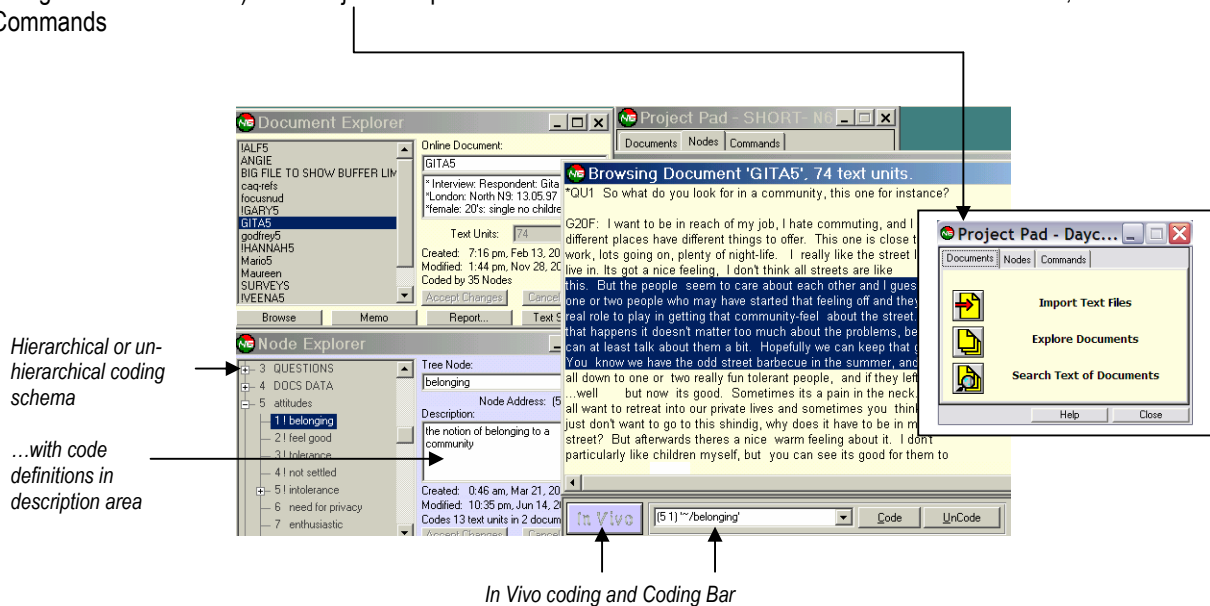 Commands
Document Explorer
!ALF5
ANGIE
BIG FILE TO SHOW BUFFER LIM
caq-refs
focusnud
!GARY5
GITA5
godfrey5
!HANNAH5
Mario5
Maureen
SURVEYS
!VEENA5
Online Document:
GITA5
* Interview: Respondent: Gita
*London: North N9: 13.05.97
*female: 20's: single no childre
Text Units: 74
Created: 7:16 pm, Feb 13, 20
Modified: 1:44 pm, Nov 28, 20
Coded by 35 Nodes
Accept Changes Cancel
Browse Memo Report... Text S
Project Pad - SHORT- N6
Documents Nodes Commands
Browsing Document 'GITA5', 74 text units.
*QU1 So what do you look for in a community, this one for instance?
G20F: I want to be in reach of my job, I hate commuting, and I
different places have different things to offer. This one is close t
work, lots going on, plenty of night-life. I really like the street I
live in. Its got a nice feeling, I don't think all streets are like
this. But the people seem to care about each other and I gues
one or two people who may have started that feeling off and they
real role to play in getting that community-feel about the street.
that happens it doesn't matter too much about the problems, be
can at least talk about them a bit. Hopefully we can keep that g
You know we have the odd street barbecue in the summer, and
all down to one or two really fun tolerant people, and if they left
...well but now its good. Sometimes its a pain in the neck.
all want to retreat into our private lives and sometimes you think
just don't want to go to this shindig, why does it have to be in m
street? But afterwards theres a nice warm feeling about it. I don't
particularly like children myself, but you can see its good for them to
Project Pad - Dayc...
Documents Nodes Commands
Import Text Files
Explore Documents
Search Text of Documents
Help Close
Hierarchical or un-
hierarchical coding
schema
…with code
definitions in
description area
Node Explorer
3 QUESTIONS
4 DOCS DATA
5 attitudes
1 ! belonging
2 ! feel good
3 ! tolerance
4 ! not settled
5 ! intolerance
6 need for privacy
7 enthusiastic
Tree Node:
belonging
Node Address: (5
Description:
the notion of belonging to a
community
Created: 0:46 am, Mar 21, 20
Modified: 10:35 pm, Jun 14, 2
Codes 13 text units in 2 docum
Accept Changes Cancel
In Vivo (5 1) '~/belonging' Code UnCode
In Vivo coding and Coding Bar